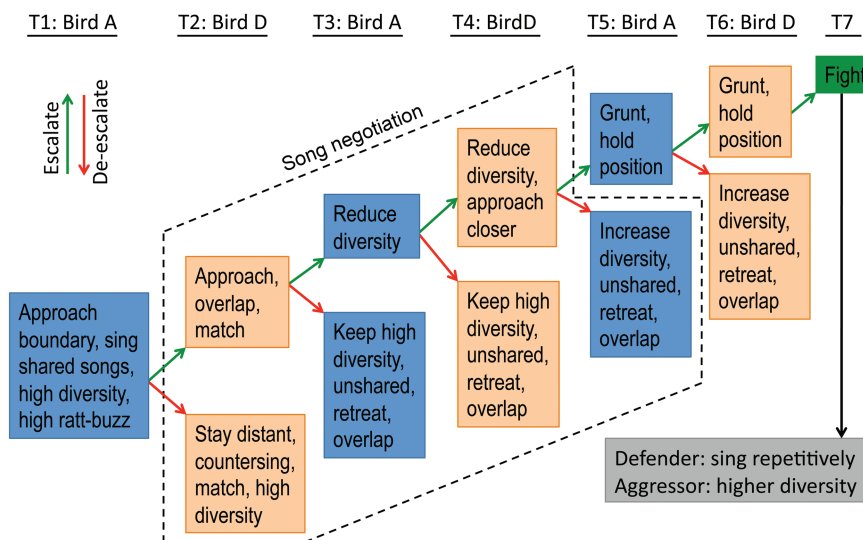 T1: Bird A
T2: Bird D
T3: Bird A
T4: BirdD
T5: Bird A
T6: Bird D
T7
Escalate
De-escalate
Song negotiation
Approach
boundary, sing
shared songs,
high diversity,
high ratt-buzz
Approach,
overlap,
match
Stay distant,
countersing,
match, high
diversity
Reduce
diversity
Keep high
diversity,
unshared,
retreat,
overlap
Reduce
diversity,
approach
closer
Keep high
diversity,
unshared,
retreat,
overlap
Grunt,
hold
position
Increase
diversity,
unshared,
retreat,
overlap
Grunt,
hold
position
Increase
diversity,
unshared,
retreat,
overlap
Fight
Defender: sing repetitively
Aggressor: higher diversity